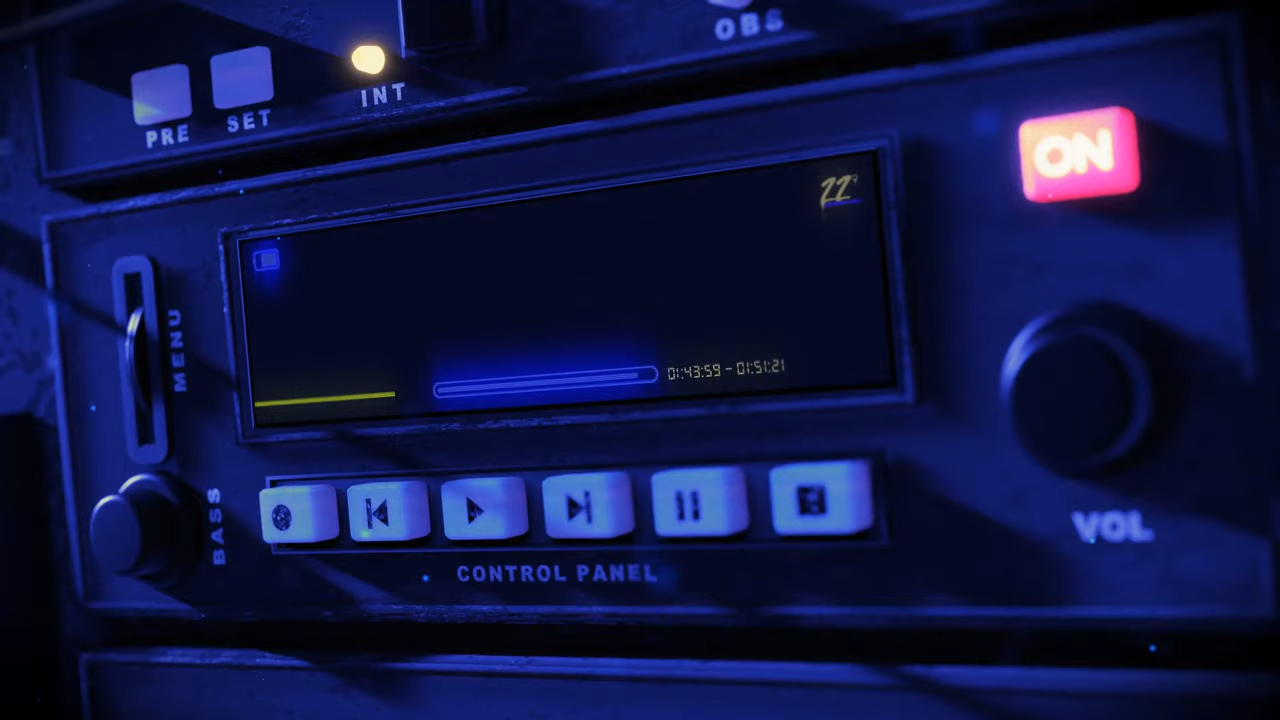 OBS
INT
PRE
SET
ON
22°
MENU
01:43:59 - 01:51:21
BASS
VOL
CONTROL PANEL